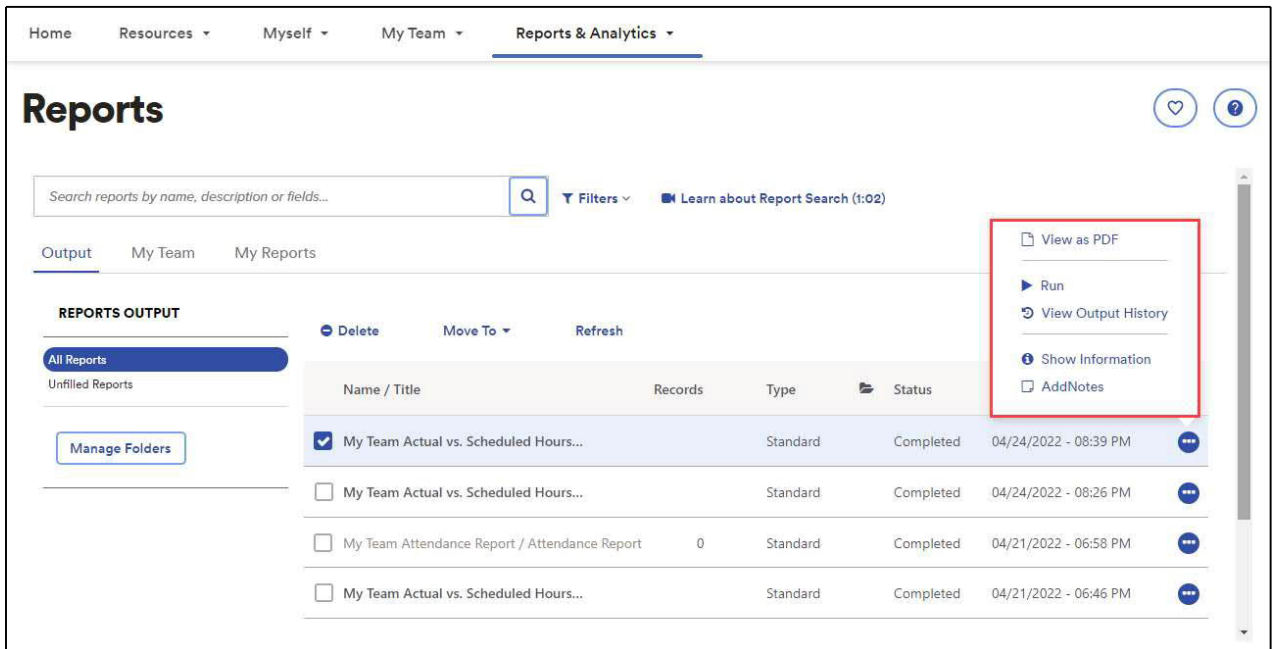 Home Resources Myself My Team Reports & Analytics
Reports
Search reports by name, description or fields... Filters Learn about Report Search (1:02)
Output My Team My Reports
View as PDF
Run
View Output History
Show Information
AddNotes
REPORTS OUTPUT
All Reports
Unfilled Reports
Manage Folders
Delete Move To Refresh
Name / Title Records Type Status
My Team Actual vs. Scheduled Hours... Standard Completed 04/24/2022 - 08:39 PM
My Team Actual vs. Scheduled Hours... Standard Completed 04/24/2022 - 08:26 PM
My Team Attendance Report / Attendance Report 0 Standard Completed 04/21/2022 - 06:58 PM
My Team Actual vs. Scheduled Hours... Standard Completed 04/21/2022 - 06:46 PM